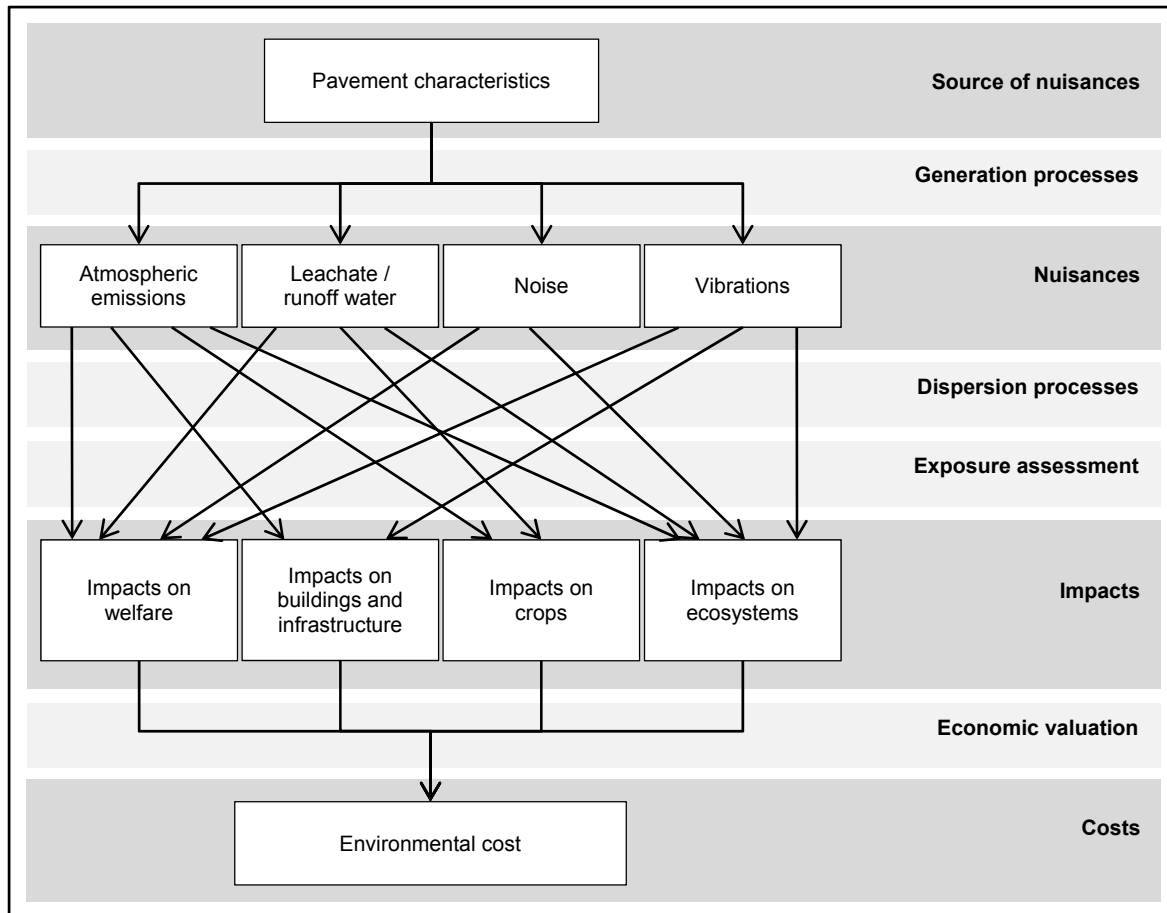 Pavement characteristics
Source of nuisances
Generation processes
Atmospheric
emissions
Leachate /
runoff water
Noise
Vibrations
Nuisances
Dispersion processes
Exposure assessment
Impacts on
welfare
Impacts on
buildings and
infrastructure
Impacts on
crops
Impacts on
ecosystems
Impacts
Economic valuation
Environmental cost
Costs